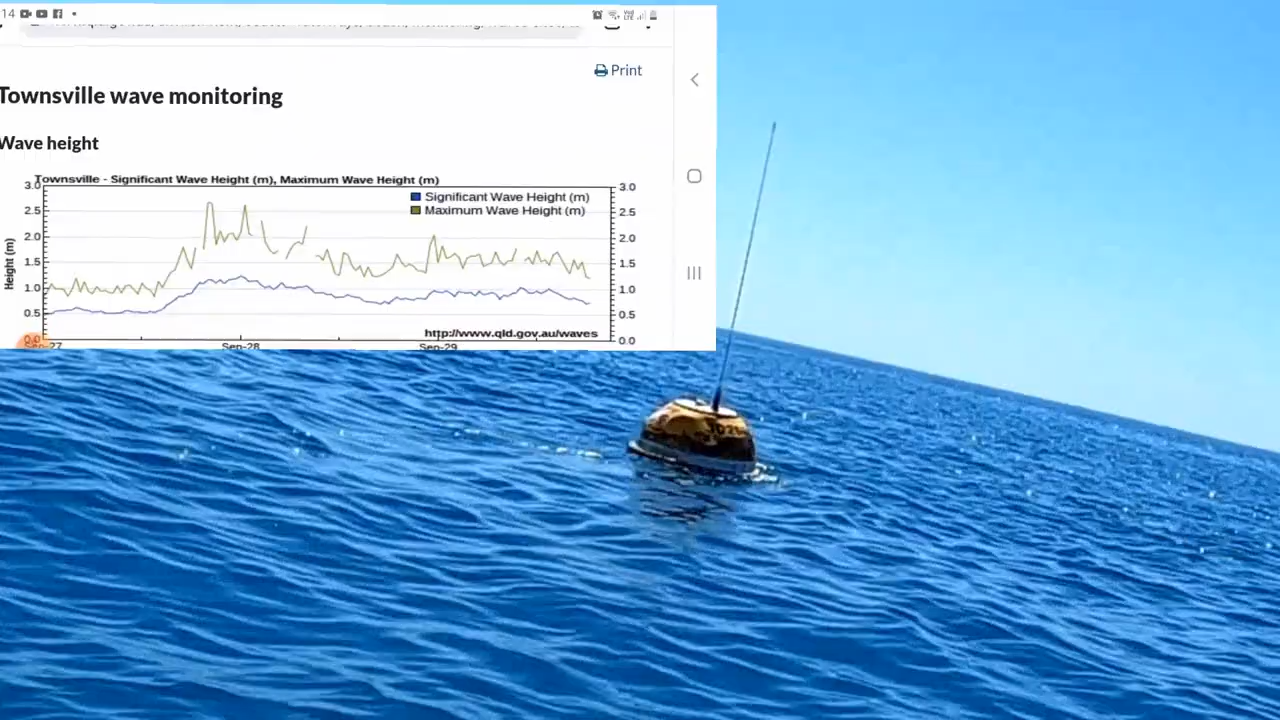 14
Print
Townsville wave monitoring
Wave height
Townsville - Significant Wave Height (m), Maximum Wave Height (m)
Significant Wave Height (m)
Maximum Wave Height (m)
Height (m)
3.0
2.5
2.0
1.5
1.0
0.5
0.0
3.0
2.5
2.0
1.5
1.0
0.5
0.0
http://www.qld.gov.au/waves
Sep-27
Sep-28
Sep-29